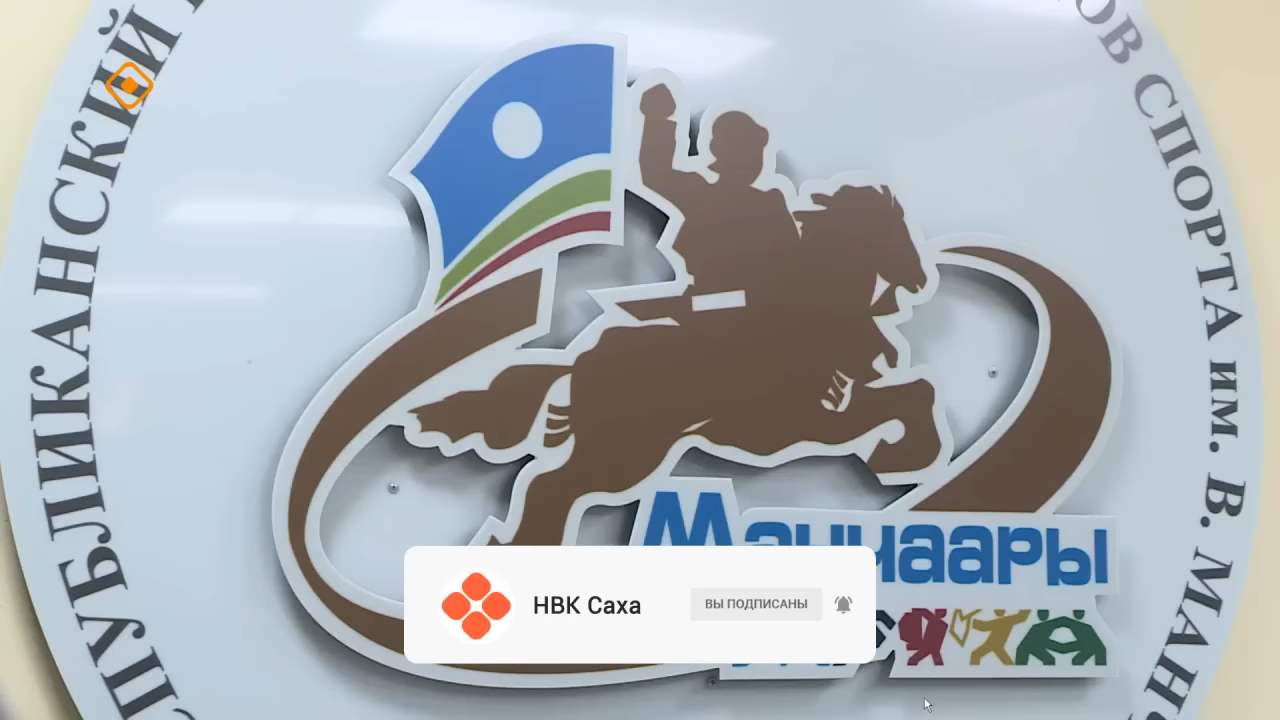 ПУБЛИКАНСКИЙ
ОВ СПОРТА ИМ. В. МАН
Манчаары
НВК Саха
ВЫ ПОДПИСАНЫ